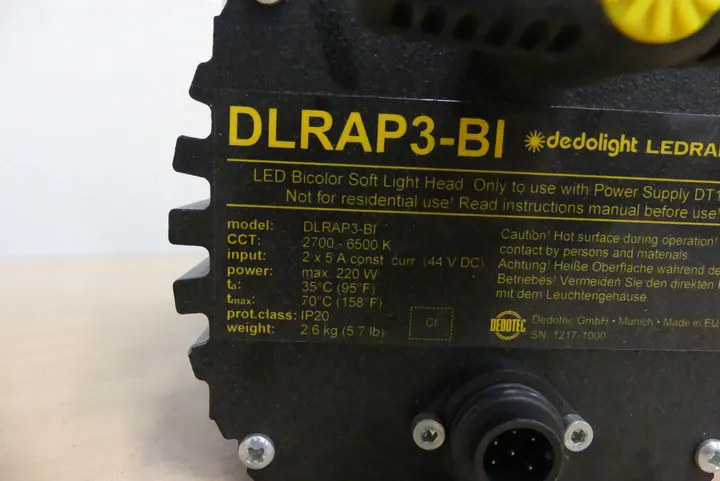 DLRAP3-BI
dedolight LEDRA
LED Bicolor Soft Light Head Only to use with Power Supply DT1
Not for residential use! Read instructions manual before use!
model: DLRAP3-BI
CCT: 2700 - 6500 K
input: 2 x 5 A const. curr. (44 V DC)
power: max. 220 W
ta: 35°C (95°F)
tmax: 70°C (158°F)
prot.class: IP20
weight: 2.6 kg (5.7 lb)
Caution! Hot surface during operation!
contact by persons and materials.
Achtung! Heiße Oberfläche während de
Betriebes! Vermeiden Sie den direkten K
mit dem Leuchtengehäuse
DEDOTEC
Dedotec GmbH • Munich • Made in EU
SN. 1217-1000